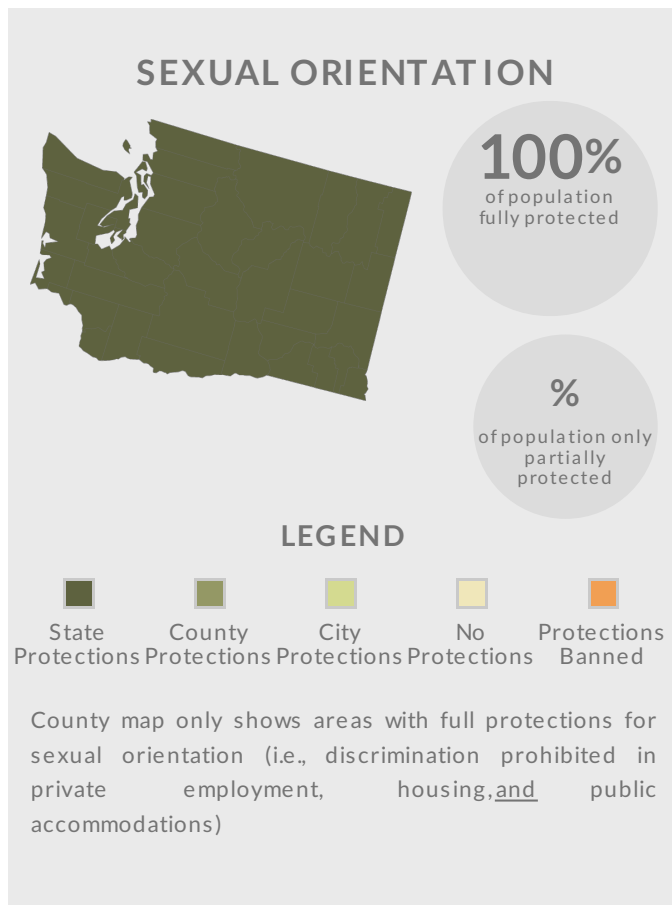 SEXUAL ORIENTATION
100%
of population
fully protected
%
of population only
partially
protected
LEGEND
State
Protections
County
Protections
City
Protections
No
Protections
Protections
Banned
County map only shows areas with full protections for
sexual orientation (i.e., discrimination prohibited in
private employment, housing, and public
accommodations)